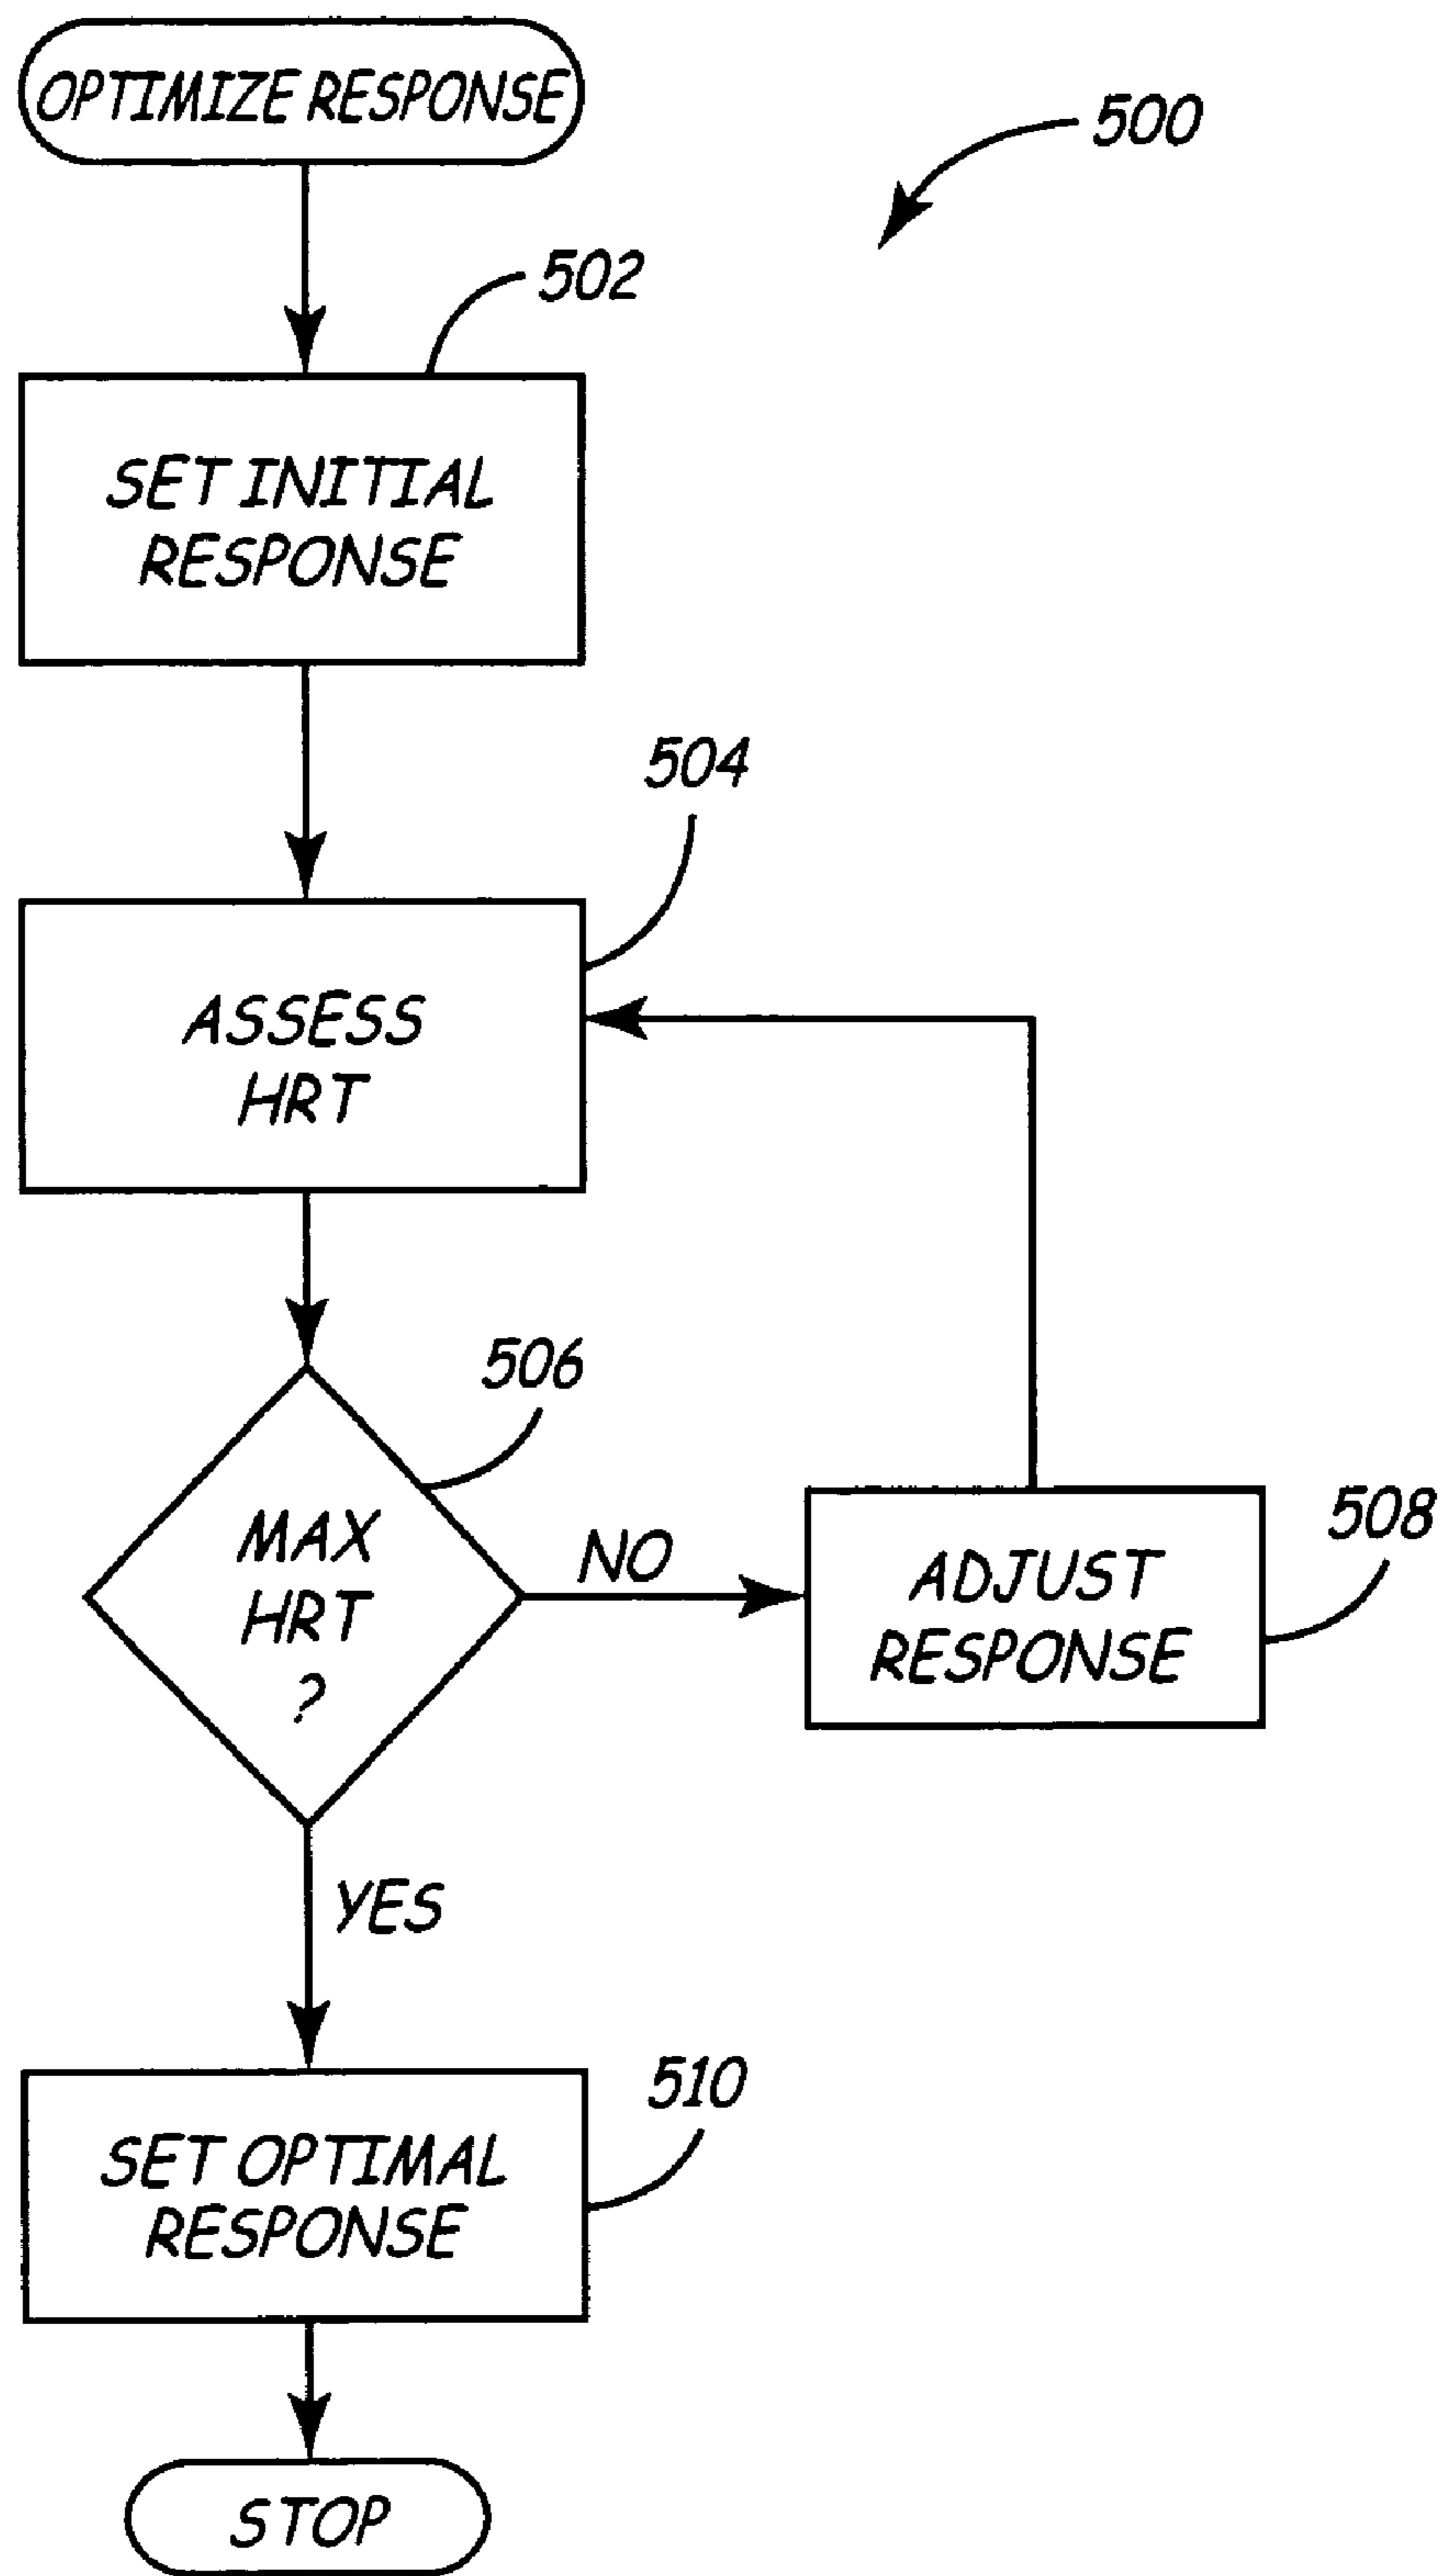 OPTIMIZE RESPONSE
500
502
SET INITIAL
RESPONSE
504
ASSESS
HRT
506
MAX
HRT
?
NO
508
ADJUST
RESPONSE
YES
510
SET OPTIMAL
RESPONSE
STOP